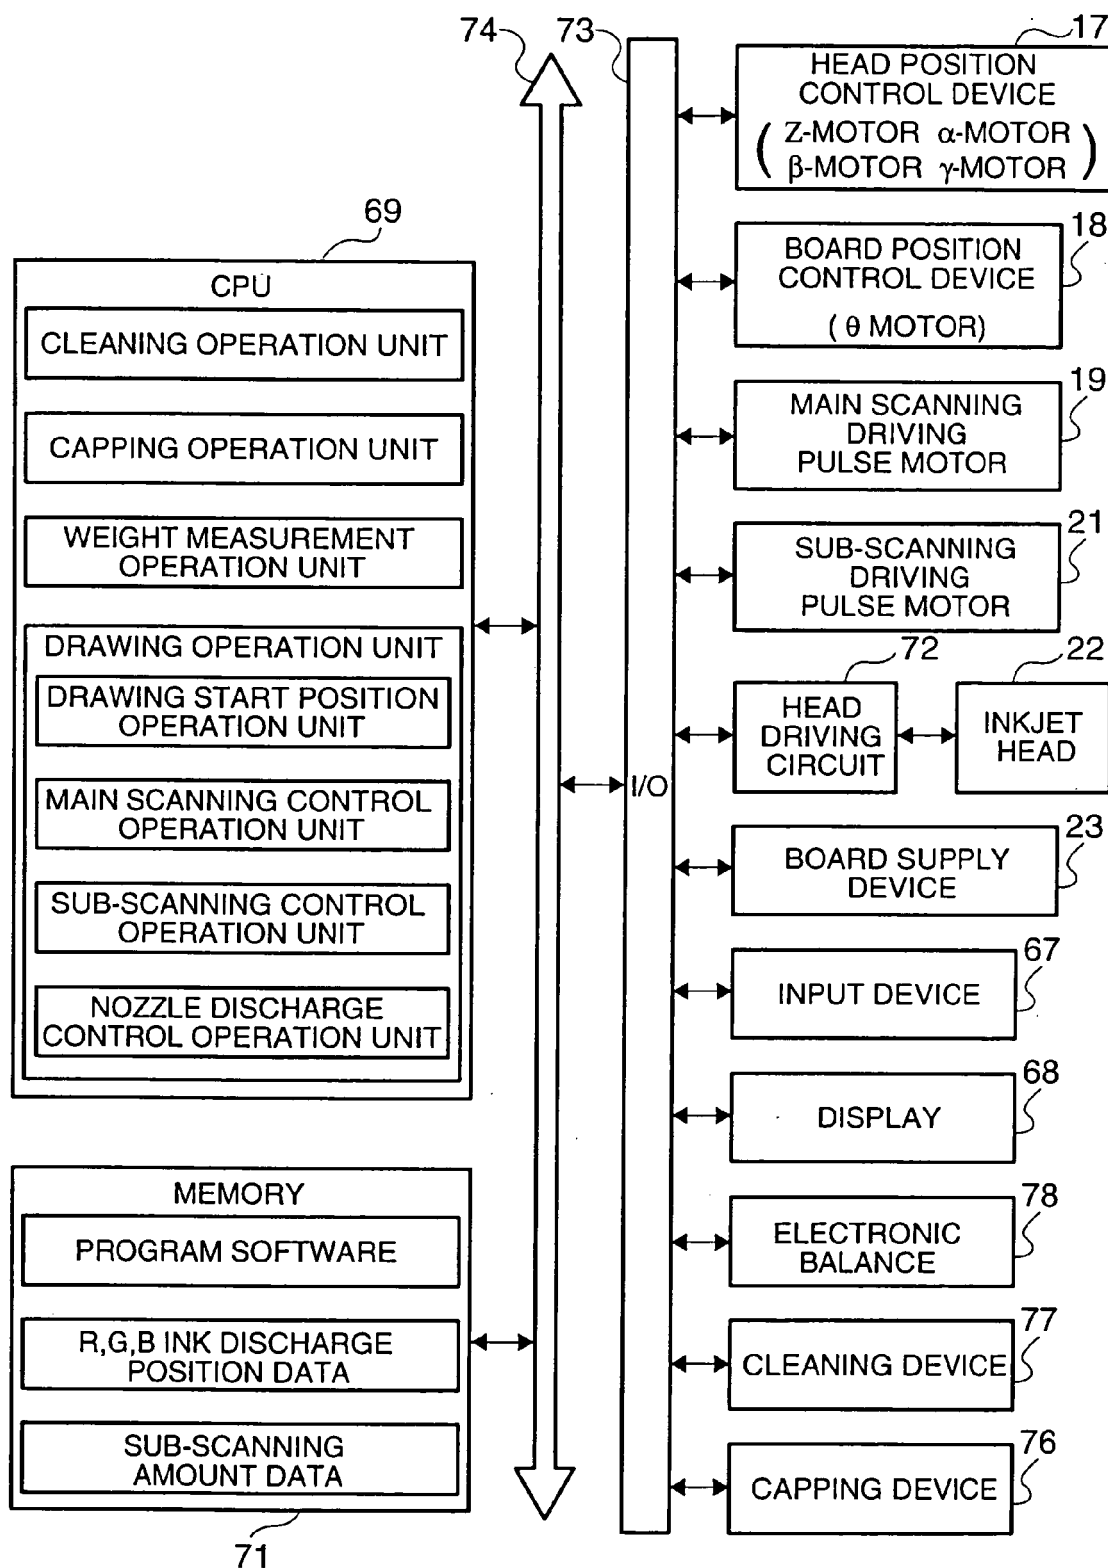 74
73
17
HEAD POSITION
CONTROL DEVICE
( Z-MOTOR α-MOTOR
β-MOTOR γ-MOTOR )
18
BOARD POSITION
CONTROL DEVICE
( θ MOTOR)
19
MAIN SCANNING
DRIVING
PULSE MOTOR
21
SUB-SCANNING
DRIVING
PULSE MOTOR
72
HEAD
DRIVING
CIRCUIT
22
INKJET
HEAD
I/O
23
BOARD SUPPLY
DEVICE
67
INPUT DEVICE
68
DISPLAY
78
ELECTRONIC
BALANCE
77
CLEANING DEVICE
76
CAPPING DEVICE
69
CPU
CLEANING OPERATION UNIT
CAPPING OPERATION UNIT
WEIGHT MEASUREMENT
OPERATION UNIT
DRAWING OPERATION UNIT
DRAWING START POSITION
OPERATION UNIT
MAIN SCANNING CONTROL
OPERATION UNIT
SUB-SCANNING CONTROL
OPERATION UNIT
NOZZLE DISCHARGE
CONTROL OPERATION UNIT
MEMORY
PROGRAM SOFTWARE
R,G,B INK DISCHARGE
POSITION DATA
SUB-SCANNING
AMOUNT DATA
71